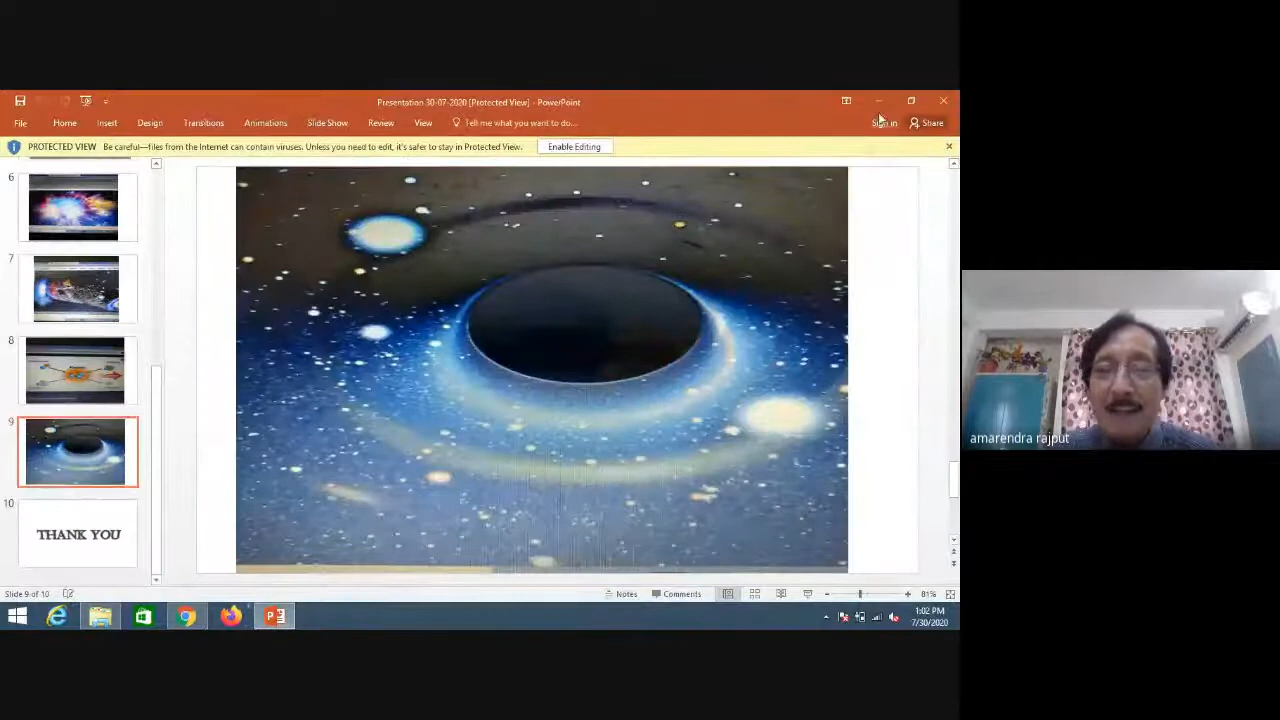 Presentation 30-07-2020 [Protected View] - PowerPoint
File Home Insert Design Transitions Animations Slide Show Review View Tell me what you want to do... Sign in Share
PROTECTED VIEW Be careful—files from the Internet can contain viruses. Unless you need to edit, it's safer to stay in Protected View. Enable Editing
6
7
8
9
10
THANK YOU
amarendra rajput
Slide 9 of 10 Notes Comments 81%
1:02 PM
7/30/2020